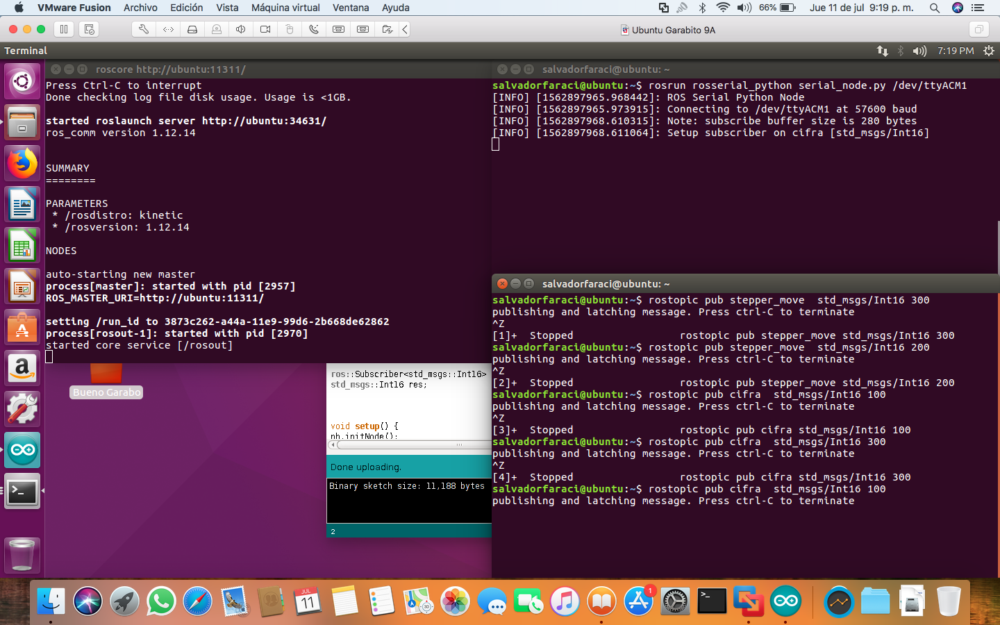 VMware Fusion Archivo Edición Vista Máquina virtual Ventana Ayuda 66% Jue 11 de jul 9:19 p. m.
Ubuntu Garabito 9A
Terminal 7:19 PM
roscore http://ubuntu:11311/
Press Ctrl-C to interrupt
Done checking log file disk usage. Usage is <1GB.
started roslaunch server http://ubuntu:34631/
ros_comm version 1.12.14
SUMMARY
========
PARAMETERS
* /rosdistro: kinetic
* /rosversion: 1.12.14
NODES
auto-starting new master
process[master]: started with pid [2957]
ROS_MASTER_URI=http://ubuntu:11311/
setting /run_id to 3873c262-a44a-11e9-99d6-2b668de62862
process[rosout-1]: started with pid [2970]
started core service [/rosout]
salvadorfaraci@ubuntu: ~
salvadorfaraci@ubuntu:~$ rosrun rosserial_python serial_node.py /dev/ttyACM1
[INFO] [1562897965.968442]: ROS Serial Python Node
[INFO] [1562897965.973915]: Connecting to /dev/ttyACM1 at 57600 baud
[INFO] [1562897968.610315]: Note: subscribe buffer size is 280 bytes
[INFO] [1562897968.611064]: Setup subscriber on cifra [std_msgs/Int16]
salvadorfaraci@ubuntu: ~
salvadorfaraci@ubuntu:~$ rostopic pub stepper_move  std_msgs/Int16 300
publishing and latching message. Press ctrl-C to terminate
^Z
[1]+  Stopped                 rostopic pub stepper_move std_msgs/Int16 300
salvadorfaraci@ubuntu:~$ rostopic pub stepper_move  std_msgs/Int16 200
publishing and latching message. Press ctrl-C to terminate
^Z
[2]+  Stopped                 rostopic pub stepper_move std_msgs/Int16 200
salvadorfaraci@ubuntu:~$ rostopic pub cifra  std_msgs/Int16 100
publishing and latching message. Press ctrl-C to terminate
^Z
[3]+  Stopped                 rostopic pub cifra std_msgs/Int16 100
salvadorfaraci@ubuntu:~$ rostopic pub cifra  std_msgs/Int16 300
publishing and latching message. Press ctrl-C to terminate
^Z
[4]+  Stopped                 rostopic pub cifra std_msgs/Int16 300
salvadorfaraci@ubuntu:~$ rostopic pub cifra  std_msgs/Int16 100
publishing and latching message. Press ctrl-C to terminate
Bueno Garabo
ros::Subscriber<std_msgs::Int16>
std_msgs::Int16 res;
void setup() {
nh.initNode();
Done uploading.
Binary sketch size: 11,188 bytes
2
JUL
11
1